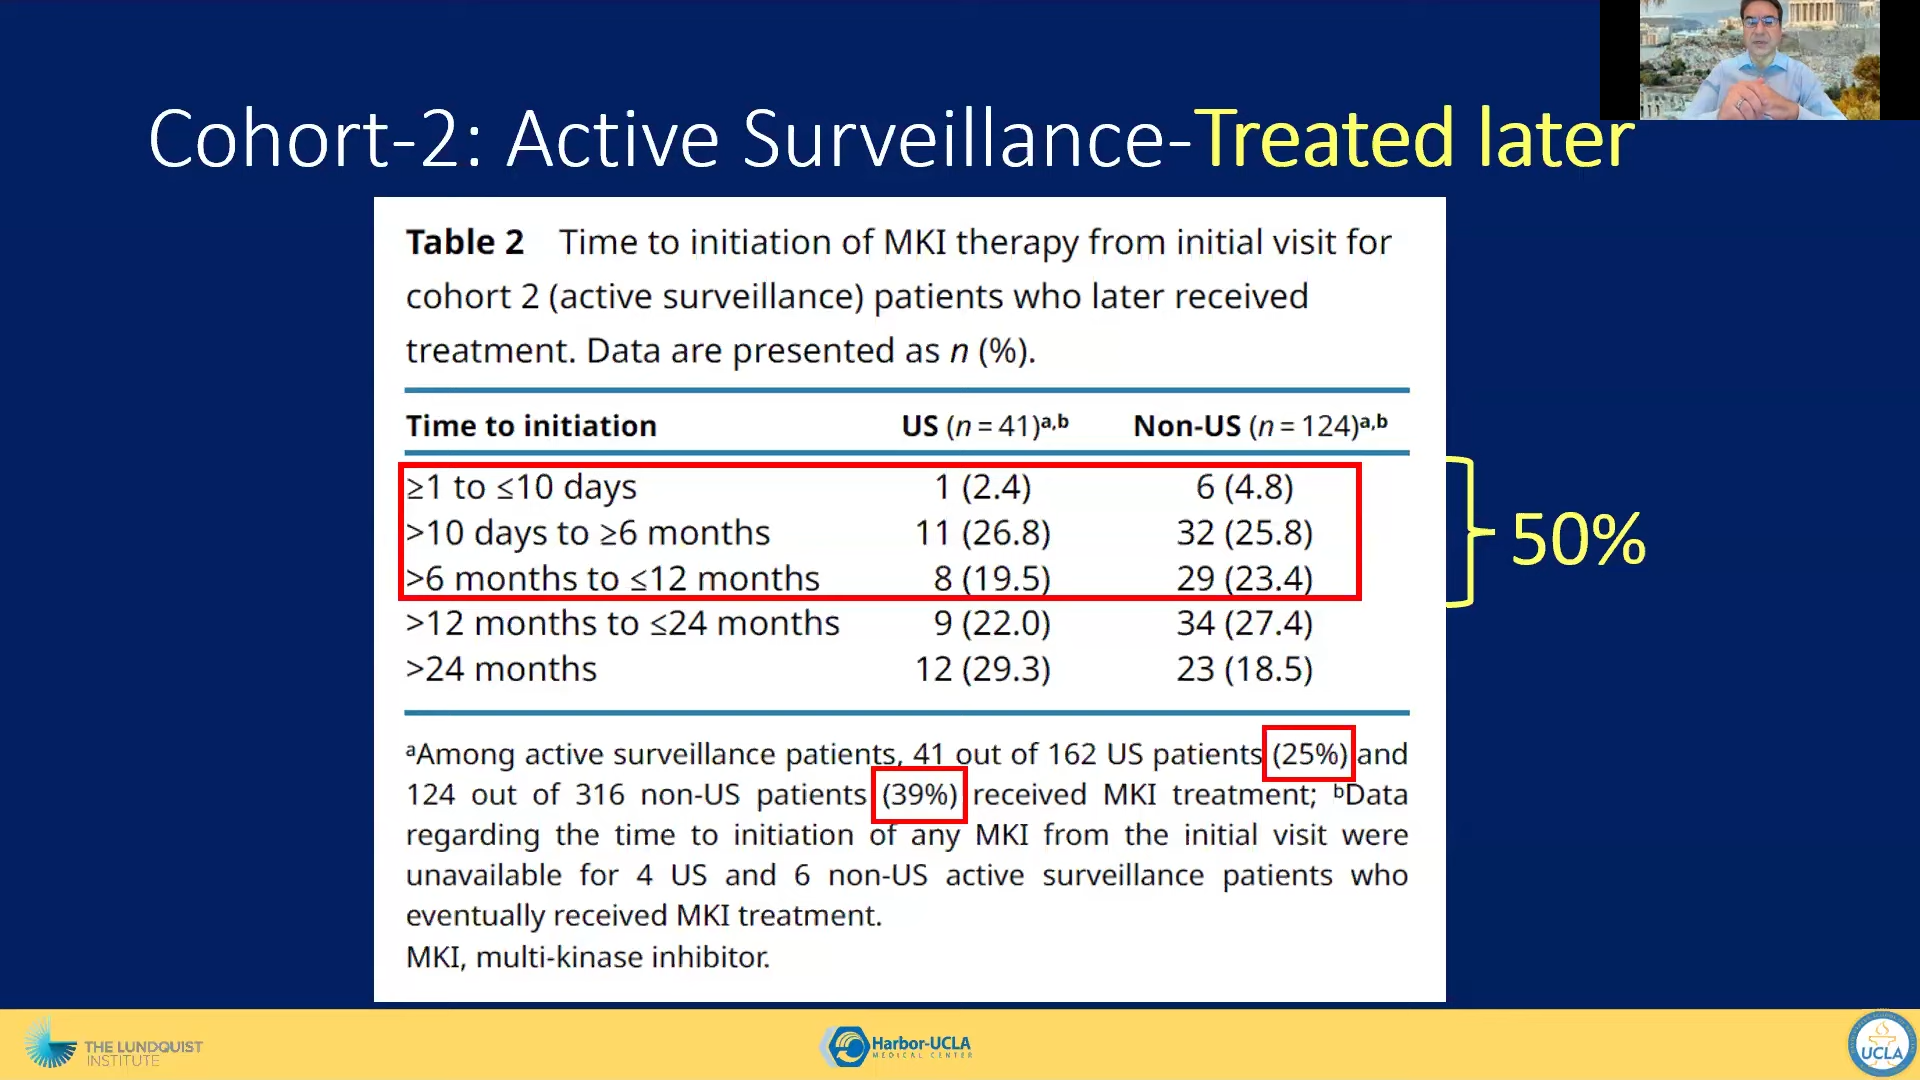 Cohort-2: Active Surveillance-Treated later
Table 2 Time to initiation of MKI therapy from initial visit for
cohort 2 (active surveillance) patients who later received
treatment. Data are presented as n (%).
Time to initiation US (n = 41)a,b Non-US (n = 124)a,b
≥1 to ≤10 days 1 (2.4) 6 (4.8)
>10 days to ≥6 months 11 (26.8) 32 (25.8)
>6 months to ≤12 months 8 (19.5) 29 (23.4)
>12 months to ≤24 months 9 (22.0) 34 (27.4)
>24 months 12 (29.3) 23 (18.5)
50%
aAmong active surveillance patients, 41 out of 162 US patients (25%) and
124 out of 316 non-US patients (39%) received MKI treatment; bData
regarding the time to initiation of any MKI from the initial visit were
unavailable for 4 US and 6 non-US active surveillance patients who
eventually received MKI treatment.
MKI, multi-kinase inhibitor.
THE LUNDQUIST
INSTITUTE
Harbor-UCLA
MEDICAL CENTER
UCLA